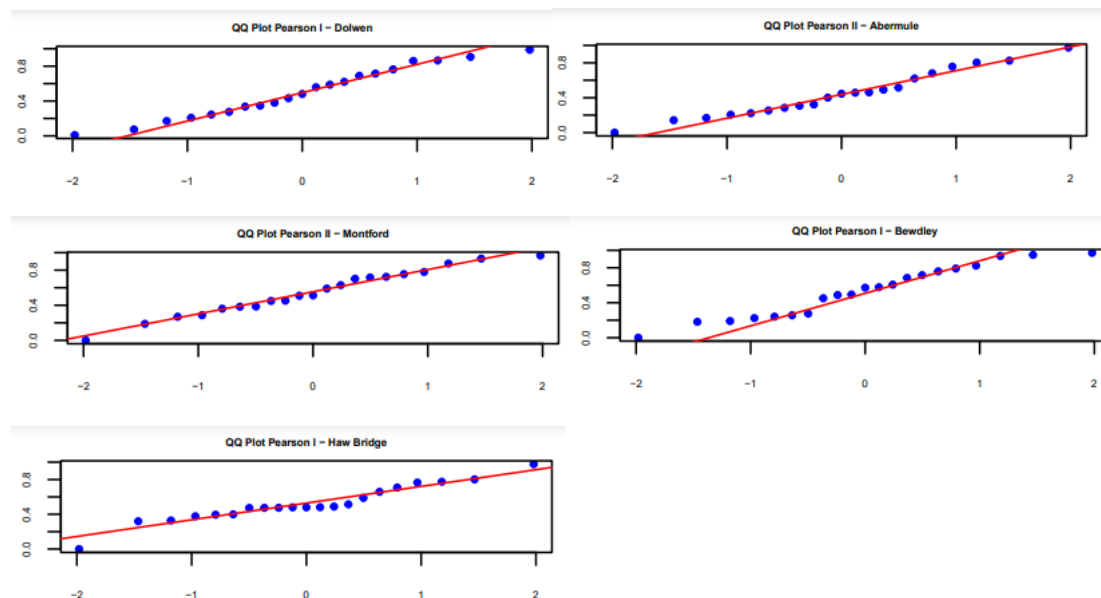 QQ Plot Pearson I – Dolwen
0.0 0.4 0.8
−2 −1 0 1 2
QQ Plot Pearson II – Abermule
0.0 0.4 0.8
−2 −1 0 1 2
QQ Plot Pearson II – Montford
0.0 0.4 0.8
−2 −1 0 1 2
QQ Plot Pearson I – Bewdley
0.0 0.4 0.8
−2 −1 0 1 2
QQ Plot Pearson I – Haw Bridge
0.0 0.4 0.8
−2 −1 0 1 2